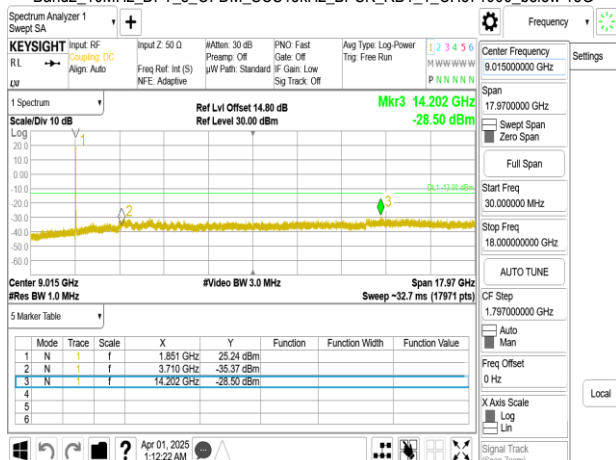 Spectrum Analyzer 1
Swept SA
Frequency
KEYSIGHT
Input: RF
Coupling: DC
Align: Auto
Input Z: 50 Ω
Freq Ref: Int (S)
NFE: Adaptive
#Atten: 30 dB
Preamp: Off
µW Path: Standard
PNO: Fast
Gate: Off
IF Gain: Low
Sig Track: Off
Avg Type: Log-Power
Trig: Free Run
1 2 3 4 5 6
M W W W W W
P N N N N N
RL
Center Frequency
9.015000000 GHz
Settings
Span
17.9700000 GHz
Swept Span
Zero Span
Full Span
Start Freq
30.000000 MHz
Stop Freq
18.000000000 GHz
AUTO TUNE
CF Step
1.797000000 GHz
Auto
Man
Freq Offset
0 Hz
X Axis Scale
Log
Lin
Local
Signal Track
1 Spectrum
Scale/Div 10 dB
Ref Lvl Offset 14.80 dB
Ref Level 30.00 dBm
Mkr3 14.202 GHz
-28.50 dBm
Log
20.0
10.0
0.00
-10.0
-20.0
-30.0
-40.0
-50.0
-60.0
1
2
3
DL1 -13.00 dBm
Center 9.015 GHz
#Res BW 1.0 MHz
#Video BW 3.0 MHz
Span 17.97 GHz
Sweep ~32.7 ms (17971 pts)
5 Marker Table
Mode Trace Scale X Y Function Function Width Function Value
1 N 1 f 1.851 GHz 25.24 dBm
2 N 1 f 3.710 GHz -35.37 dBm
3 N 1 f 14.202 GHz -28.50 dBm
4
5
6
?
Apr 01, 2025
1:12:22 AM